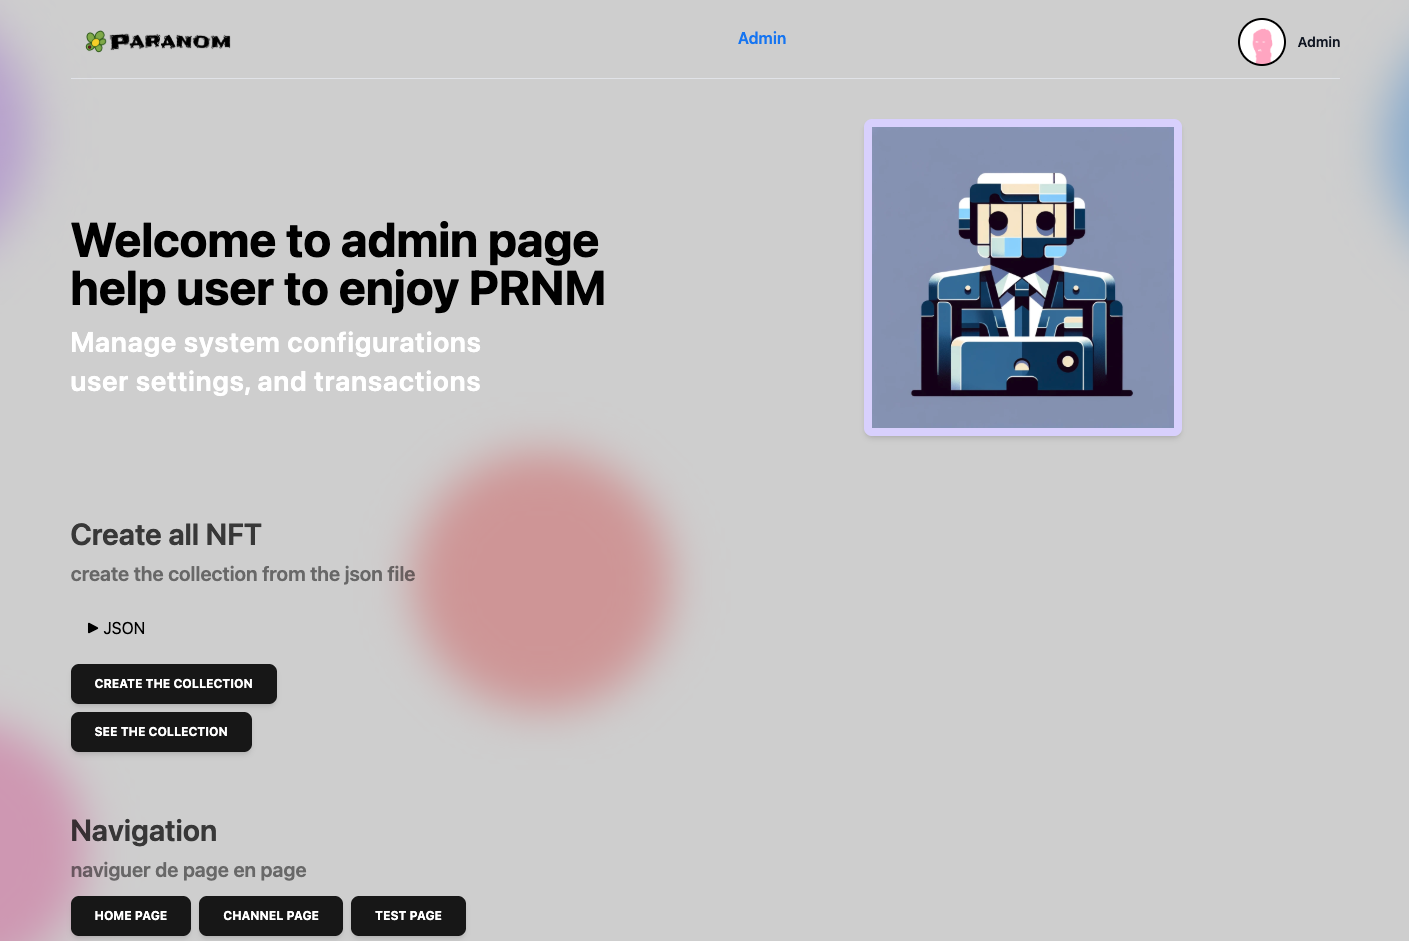 PARANOM
Admin
Admin
Welcome to admin page
help user to enjoy PRNM
Manage system configurations
user settings, and transactions
Create all NFT
create the collection from the json file
JSON
CREATE THE COLLECTION
SEE THE COLLECTION
Navigation
naviguer de page en page
HOME PAGE
CHANNEL PAGE
TEST PAGE